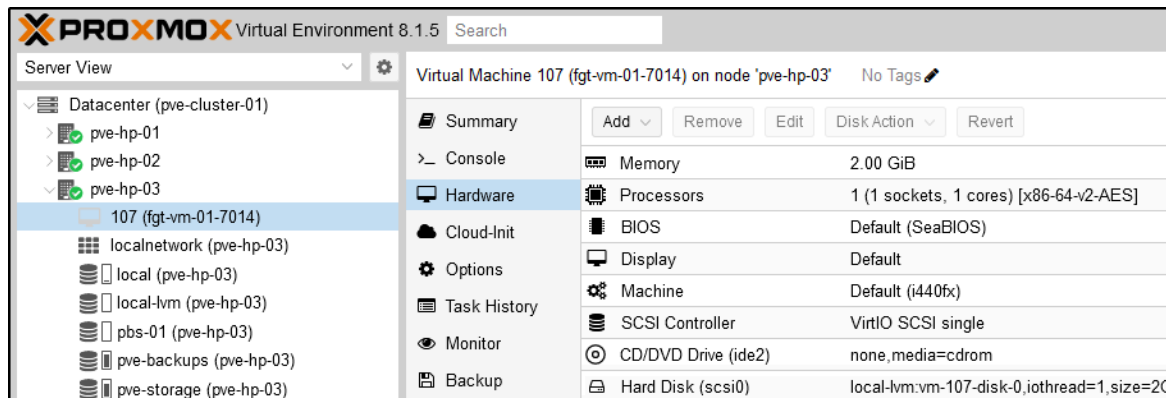 PROXMOX Virtual Environment 8.1.5 Search
Server View
Datacenter (pve-cluster-01)
pve-hp-01
pve-hp-02
pve-hp-03
107 (fgt-vm-01-7014)
localnetwork (pve-hp-03)
local (pve-hp-03)
local-lvm (pve-hp-03)
pbs-01 (pve-hp-03)
pve-backups (pve-hp-03)
pve-storage (pve-hp-03)
Virtual Machine 107 (fgt-vm-01-7014) on node 'pve-hp-03' No Tags
Summary
Console
Hardware
Cloud-Init
Options
Task History
Monitor
Backup
Add Remove Edit Disk Action Revert
Memory 2.00 GiB
Processors 1 (1 sockets, 1 cores) [x86-64-v2-AES]
BIOS Default (SeaBIOS)
Display Default
Machine Default (i440fx)
SCSI Controller VirtIO SCSI single
CD/DVD Drive (ide2) none,media=cdrom
Hard Disk (scsi0) local-lvm:vm-107-disk-0,iothread=1,size=2